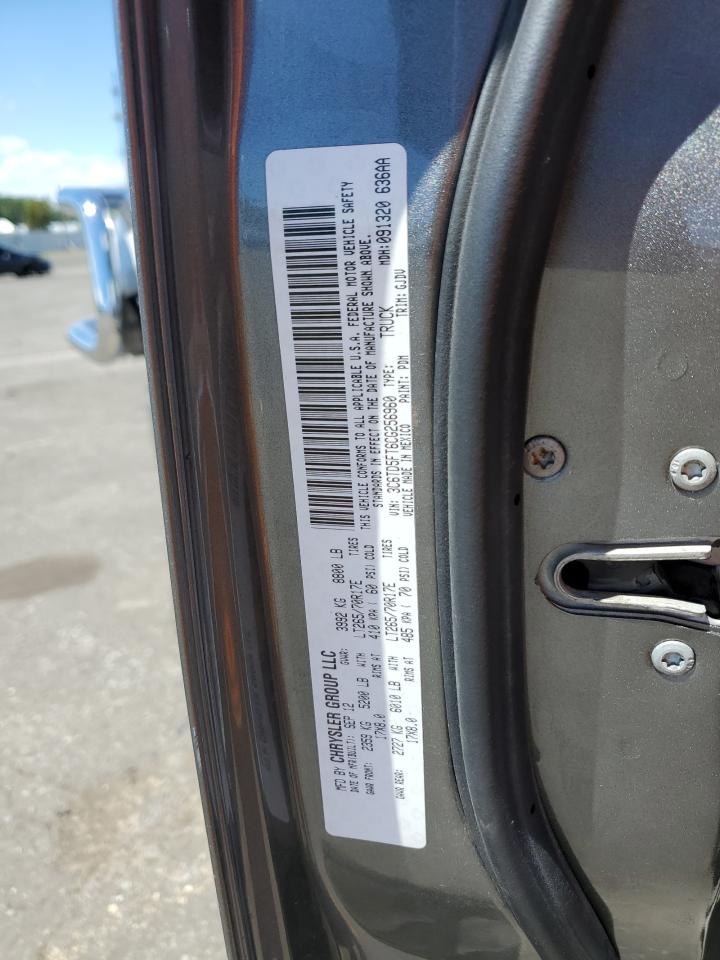 MFD BY CHRYSLER GROUP LLC
DATE OF MFR(BUILT): SEP 12 GVWR: 3992 KG 8800 LB
GAWR FRONT: 2359 KG 5200 LB WITH LT265/70R17E TIRES
17X8.0 RIMS AT 410 KPA ( 60 PSI) COLD
GAWR REAR: 2727 KG 6010 LB WITH LT265/70R17E TIRES
17X8.0 RIMS AT 485 KPA ( 70 PSI) COLD
THIS VEHICLE CONFORMS TO ALL APPLICABLE U.S.A. FEDERAL MOTOR VEHICLE SAFETY
STANDARDS IN EFFECT ON THE DATE OF MANUFACTURE SHOWN ABOVE.
VIN: 3C6TD5FT6CG256960 TYPE: TRUCK MDH: 091320 636AA
VEHICLE MADE IN MEXICO PAINT: PDM TRIM: GJDV